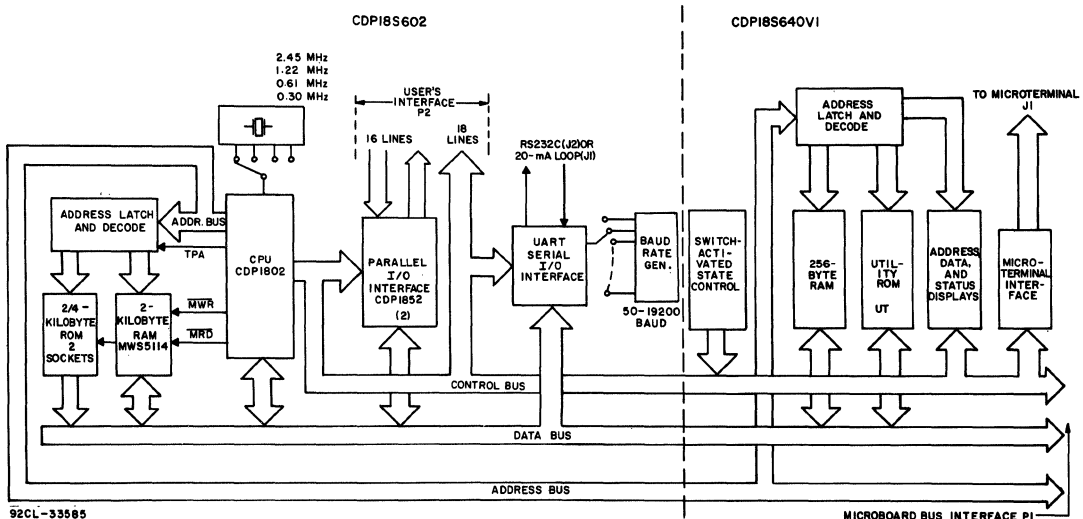 CDP18S602
CDP18S640V1
2.45 MHz
1.22 MHz
0.61 MHz
0.30 MHz
USER'S
INTERFACE
P2
16 LINES
18
LINES
RS232C(J2)OR
20-mA LOOP(J1)
ADDRESS
LATCH AND
DECODE
TO MICROTERMINAL
J1
ADDRESS LATCH
AND DECODE
ADDR. BUS
TPA
CPU
CDP1802
PARALLEL
I/O
INTERFACE
CDP1852
(2)
UART
SERIAL
I/O
INTERFACE
BAUD
RATE
GEN.
50-19200
BAUD
SWITCH-
ACTI-
VATED
STATE
CONTROL
256-
BYTE
RAM
UTIL-
ITY
ROM
UT
ADDRESS
DATA,
AND
STATUS
DISPLAYS
MICRO-
TERMINAL
INTER-
FACE
2/4-
KILOBYTE
ROM
2
SOCKETS
2-
KILOBYTE
RAM
MWS5114
MWR
MRD
CONTROL BUS
DATA BUS
ADDRESS BUS
92CL-33585
MICROBOARD BUS INTERFACE P1